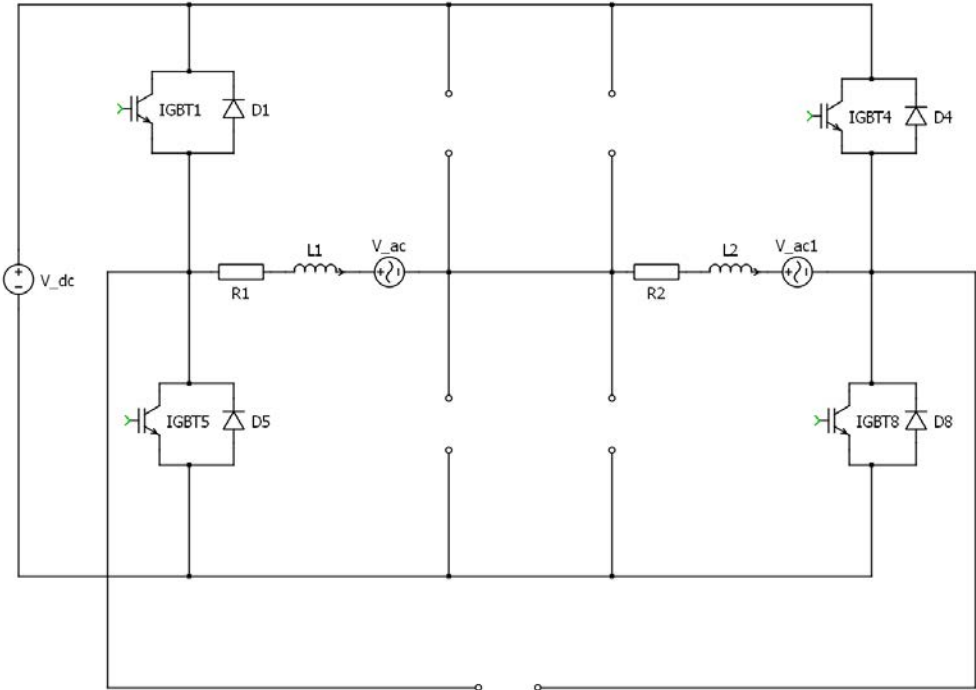 IGBT1 D1
IGBT4 D4
V_dc
R1
L1
V_ac
R2
L2
V_ac1
IGBT5 D5
IGBT8 D8